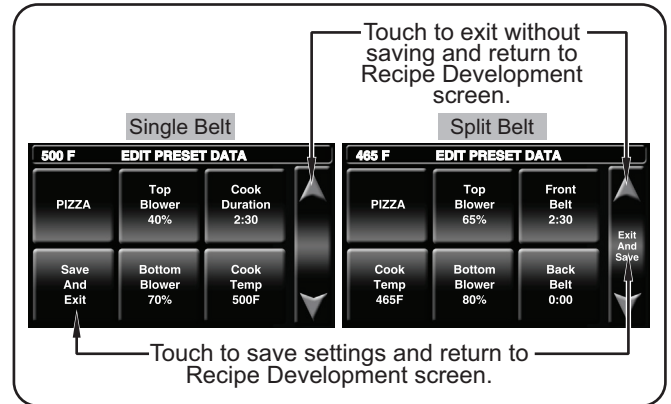 Touch to exit without
saving and return to
Recipe Development
screen.
Single Belt
500 F EDIT PRESET DATA
PIZZA
Top
Blower
40%
Cook
Duration
2:30
Save
And
Exit
Bottom
Blower
70%
Cook
Temp
500F
Split Belt
465 F EDIT PRESET DATA
PIZZA
Top
Blower
65%
Front
Belt
2:30
Exit
And
Save
Cook
Temp
465F
Bottom
Blower
80%
Back
Belt
0:00
Touch to save settings and return to
Recipe Development screen.